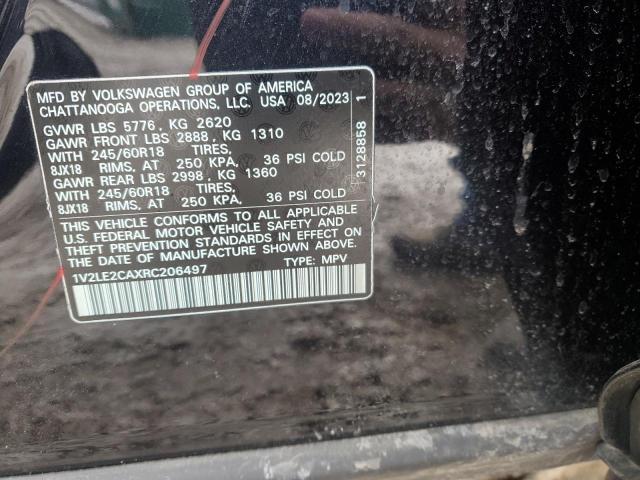 MFD BY VOLKSWAGEN GROUP OF AMERICA
CHATTANOOGA OPERATIONS, LLC. USA 08/2023
GVWR LBS 5776, KG 2620
GAWR FRONT LBS 2888, KG 1310
WITH 245/60R18 TIRES,
8JX18 RIMS, AT 250 KPA, 36 PSI COLD
GAWR REAR LBS 2998, KG 1360
WITH 245/60R18 TIRES,
8JX18 RIMS, AT 250 KPA, 36 PSI COLD
THIS VEHICLE CONFORMS TO ALL APPLICABLE
U.S. FEDERAL MOTOR VEHICLE SAFETY AND
THEFT PREVENTION STANDARDS IN EFFECT ON
THE DATE OF MANUFACTURE SHOWN ABOVE.
1V2LE2CAXRC206497 TYPE: MPV
3128858 1